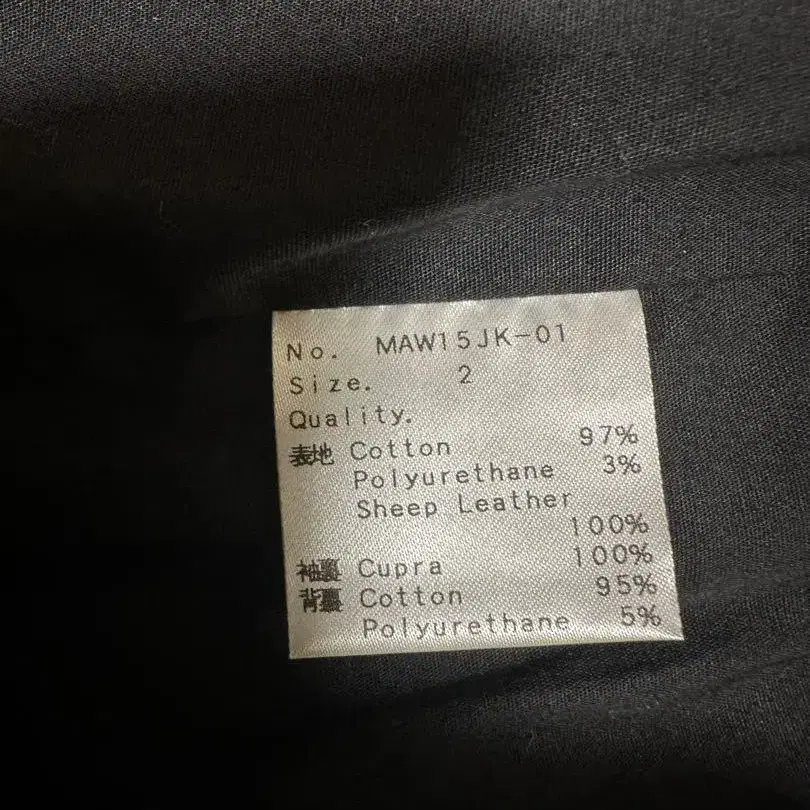 No. MAW15JK-01
Size. 2
Quality.
表地 Cotton 97%
Polyurethane 3%
Sheep Leather
100%
袖裏 Cupra 100%
背裏 Cotton 95%
Polyurethane 5%